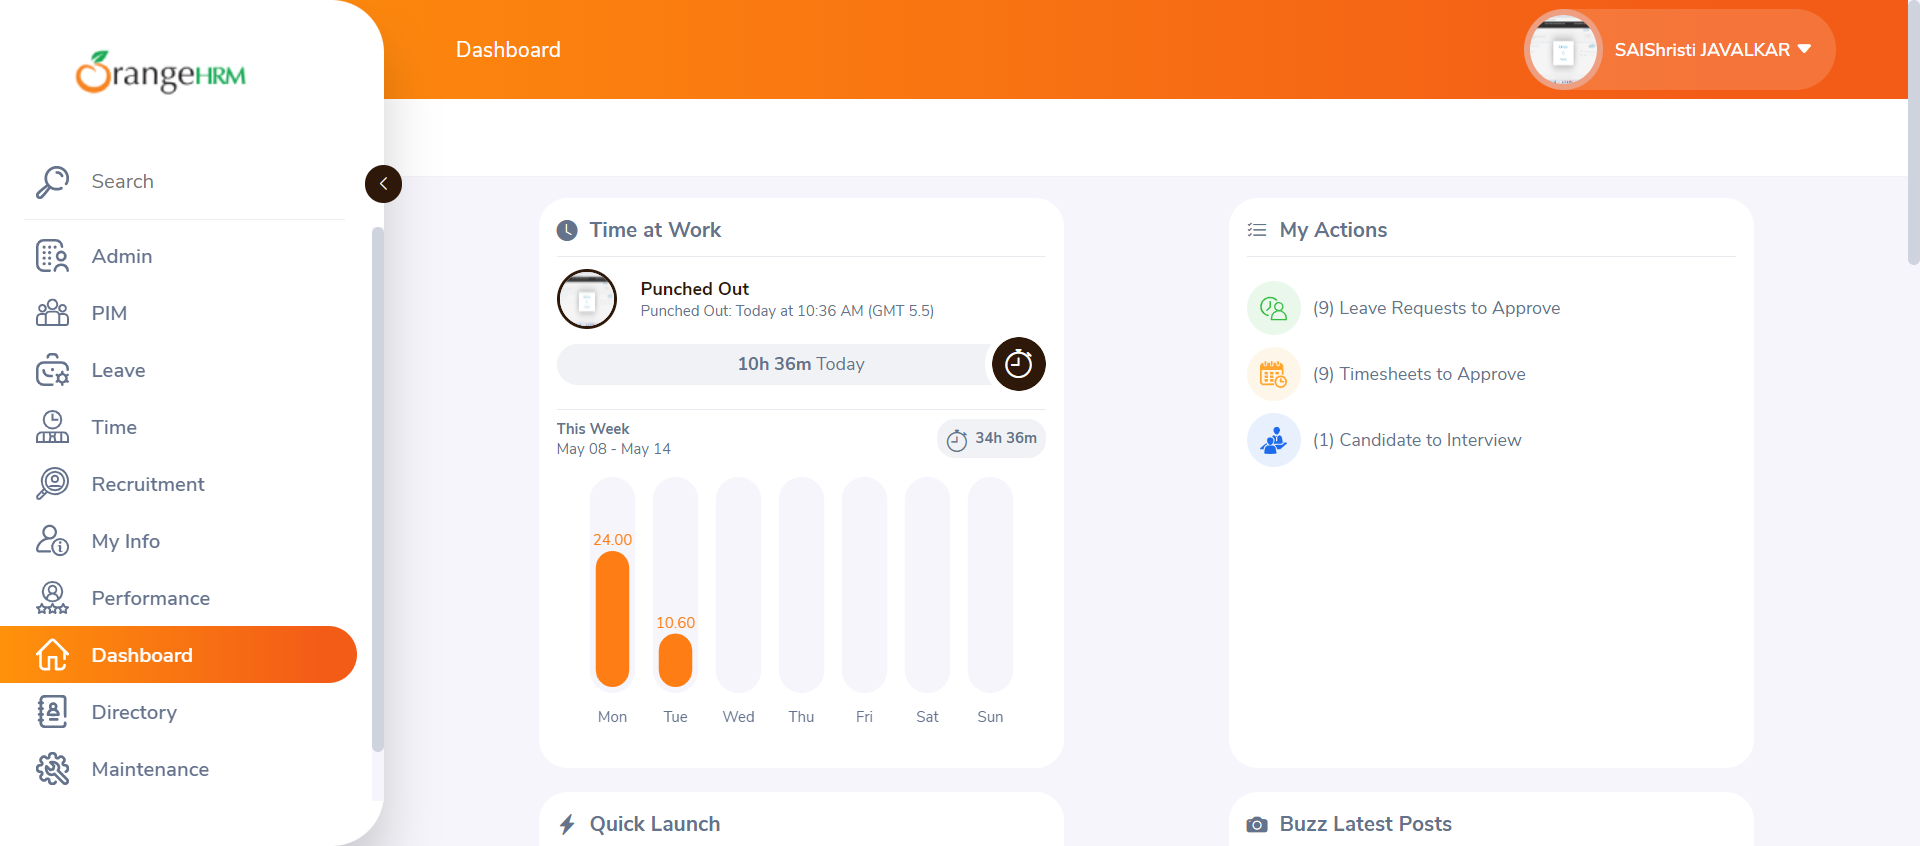 OrangeHRM
Search
Admin
PIM
Leave
Time
Recruitment
My Info
Performance
Dashboard
Directory
Maintenance
Dashboard
SAIShristi JAVALKAR
Time at Work
Punched Out
Punched Out: Today at 10:36 AM (GMT 5.5)
10h 36m Today
This Week
May 08 - May 14
34h 36m
24.00
10.60
Mon Tue Wed Thu Fri Sat Sun
My Actions
(9) Leave Requests to Approve
(9) Timesheets to Approve
(1) Candidate to Interview
Quick Launch
Buzz Latest Posts